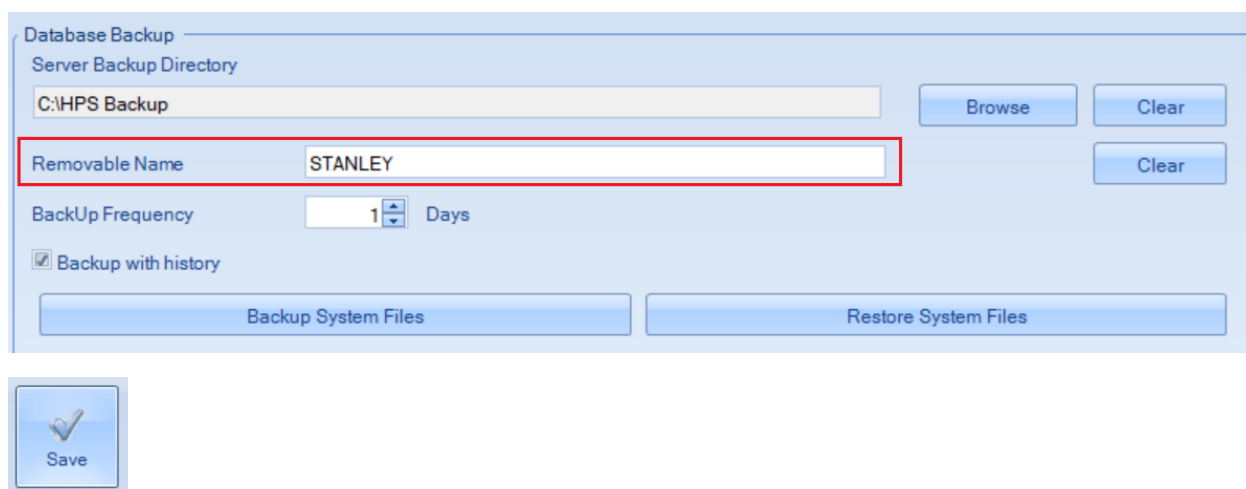 Database Backup
Server Backup Directory
C:\HPS Backup Browse Clear
Removable Name STANLEY Clear
BackUp Frequency 1 Days
Backup with history
Backup System Files Restore System Files
Save